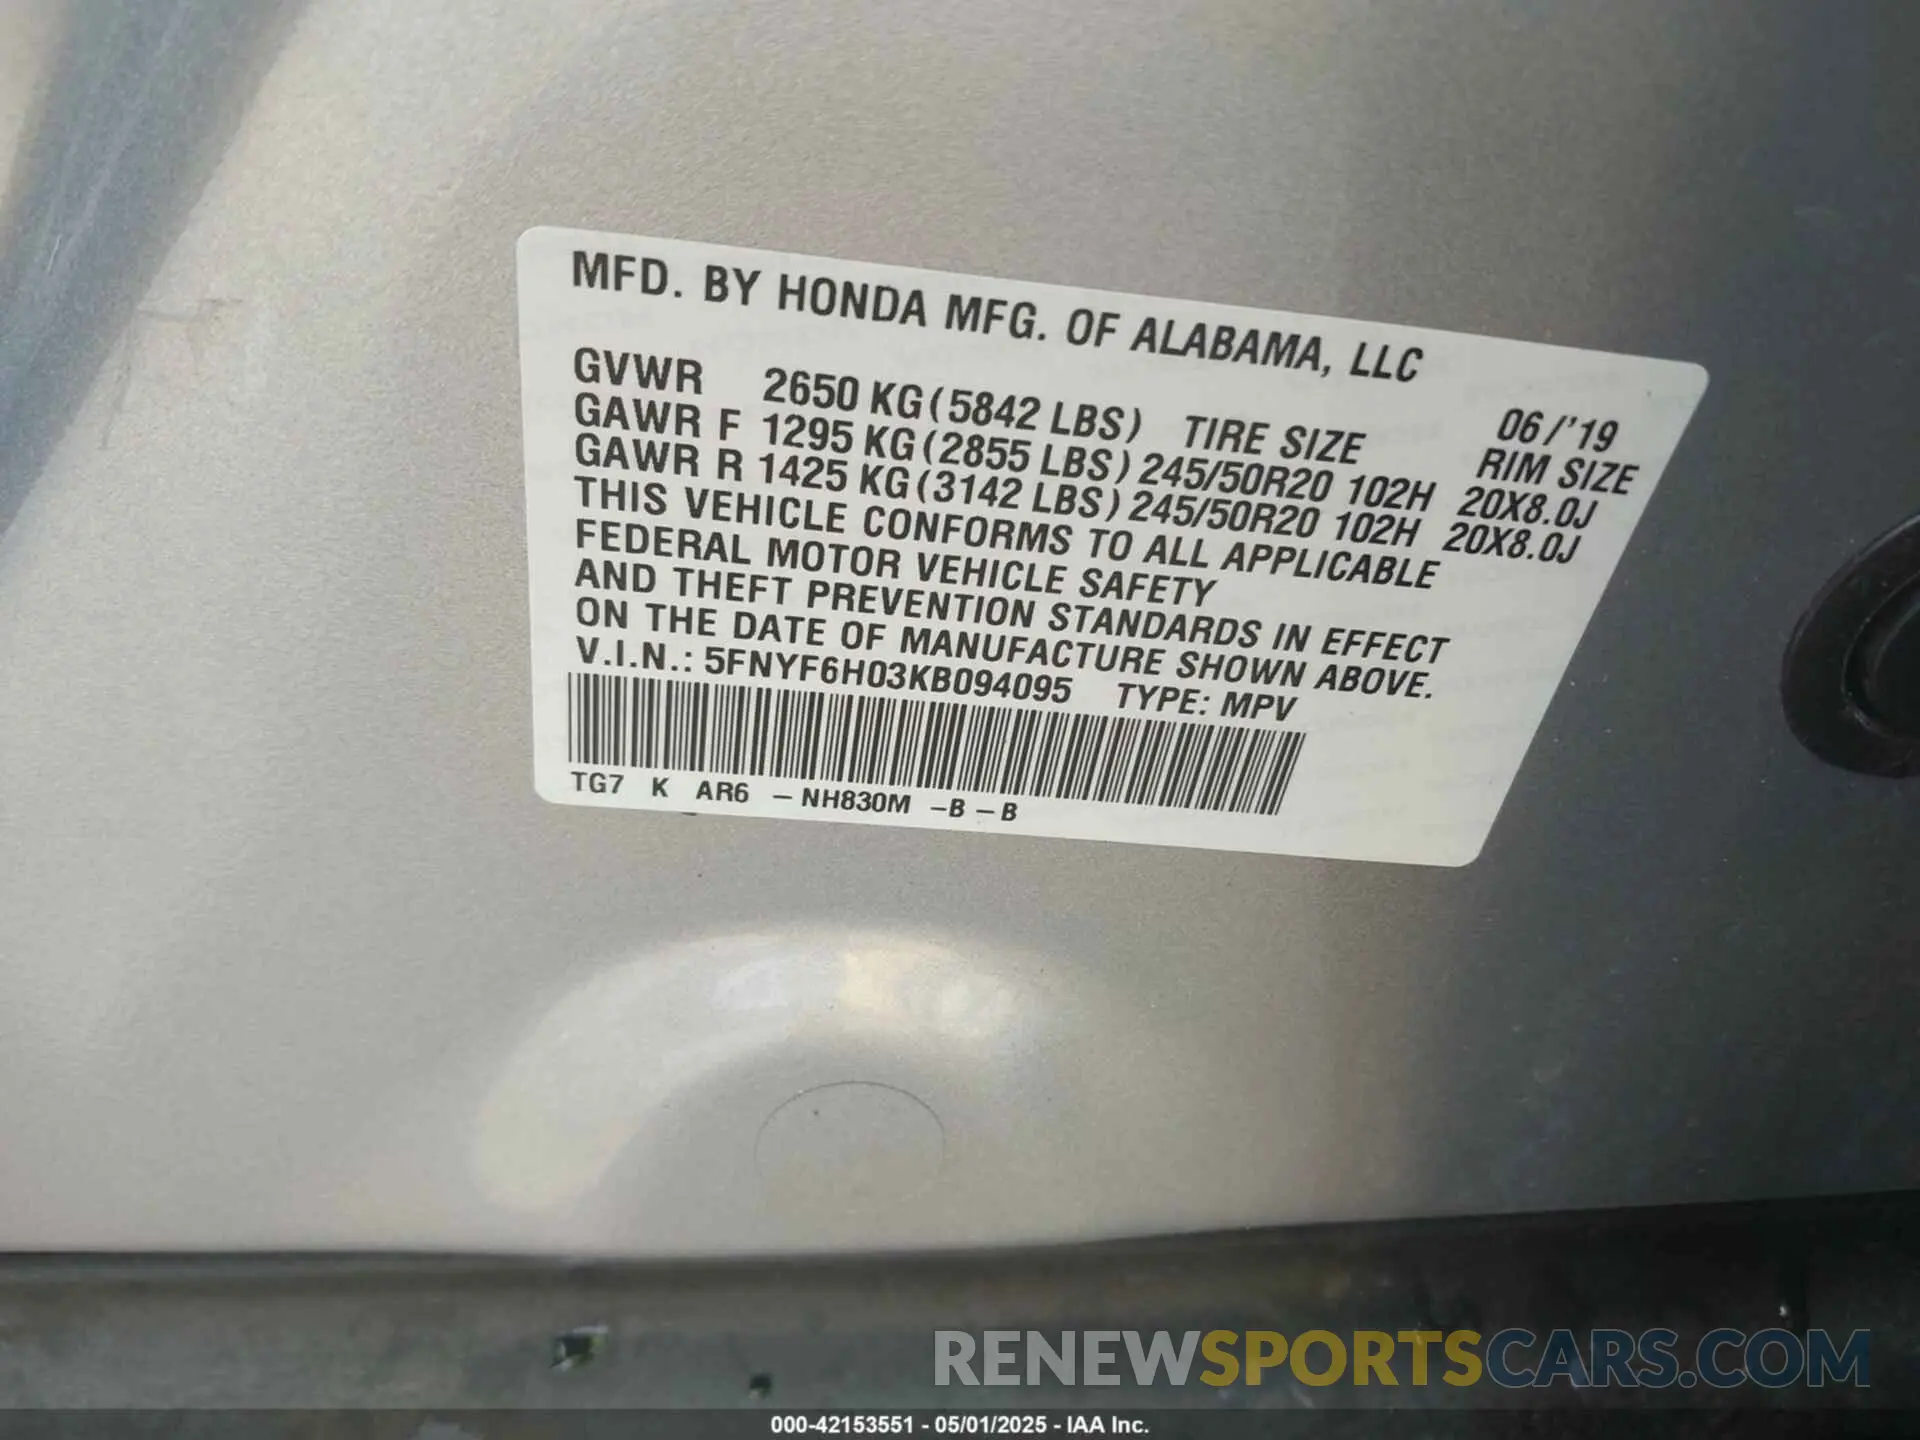 MFD. BY HONDA MFG. OF ALABAMA, LLC
06/'19
GVWR 2650 KG (5842 LBS) TIRE SIZE RIM SIZE
GAWR F 1295 KG (2855 LBS) 245/50R20 102H 20X8.0J
GAWR R 1425 KG (3142 LBS) 245/50R20 102H 20X8.0J
THIS VEHICLE CONFORMS TO ALL APPLICABLE
FEDERAL MOTOR VEHICLE SAFETY
AND THEFT PREVENTION STANDARDS IN EFFECT
ON THE DATE OF MANUFACTURE SHOWN ABOVE.
V.I.N.: 5FNYF6H03KB094095 TYPE: MPV
TG7 K AR6 -NH830M -B-B
RENEWSPORTSCARS.COM
000-42153551 - 05/01/2025 - IAA Inc.